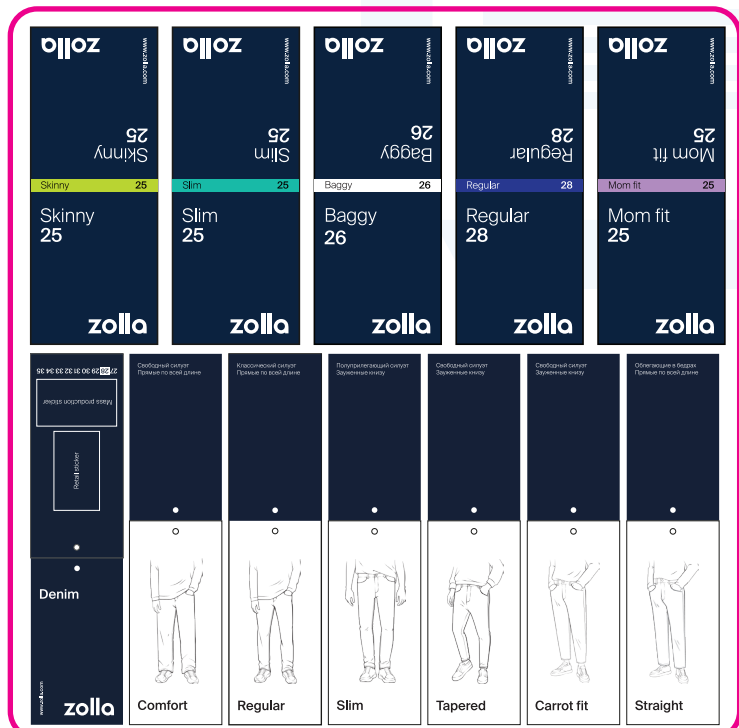 zolla
www.zolla.com
25
Skinny
Skinny 25
Skinny
25
zolla
zolla
www.zolla.com
25
Slim
Slim 25
Slim
25
zolla
zolla
www.zolla.com
26
Baggy
Baggy 26
Baggy
26
zolla
zolla
www.zolla.com
28
Regular
Regular 28
Regular
28
zolla
zolla
www.zolla.com
25
Mom fit
Mom fit 25
Mom fit
25
zolla
27 28 29 30 31 32 33 34 35
Mass production sticker
Retail sticker
Denim
www.zolla.com
zolla
Свободный силуэт
Прямые по всей длине
Comfort
Классический силуэт
Прямые по всей длине
Regular
Полуприлегающий силуэт
Зауженные книзу
Slim
Свободный силуэт
Зауженные книзу
Tapered
Свободный силуэт
Зауженные книзу
Carrot fit
Облегающие в бедрах
Прямые по всей длине
Straight